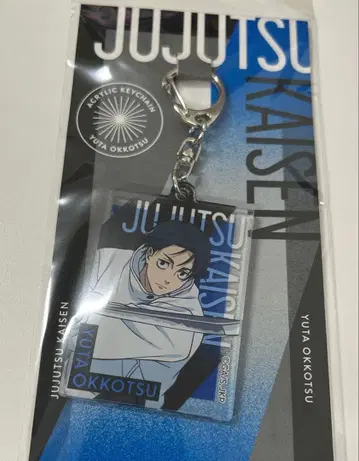 JUJUTSU
KAISEN
ACRYLIC KEYCHAIN
YUTA OKKOTSU
JUJUTSU
KAISEN
YUTA
OKKOTSU
JUJUTSU KAISEN
YUTA OKKOTSU